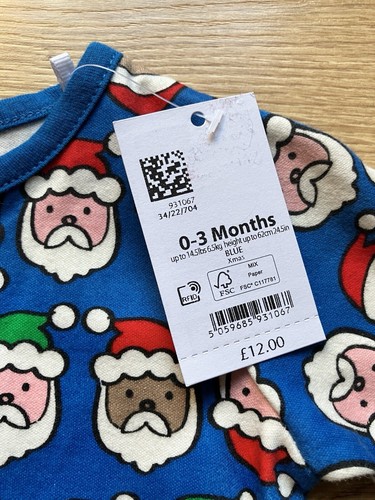 931067
34/22/704
0-3 Months
up to 14.5lbs 6.5kg height up to 62cm 24.5in
BLUE
Xmas
RFID
FSC
MIX
Paper
FSC® C117781
5 059685 931067
£12.00